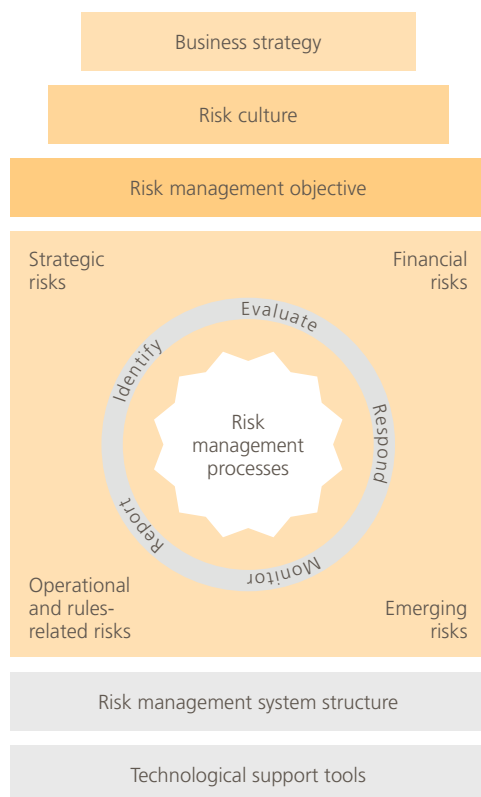 Business strategy
Risk culture
Risk management objective
Strategic
risks
Financial
risks
Evaluate
Identify
Respond
Risk
management
processes
Report
Monitor
Operational
and rules-
related risks
Emerging
risks
Risk management system structure
Technological support tools